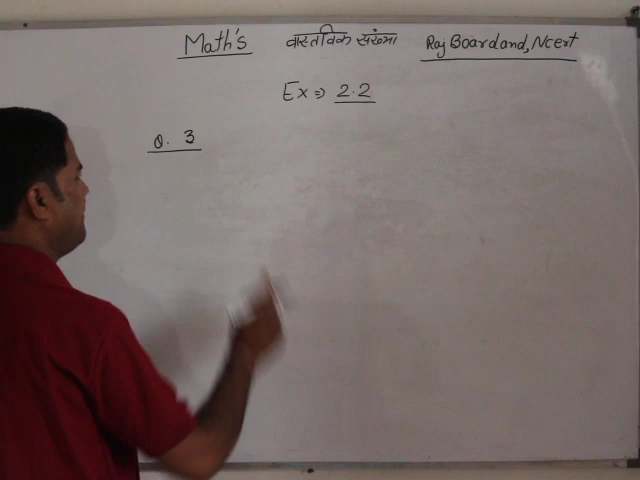 Math's वास्तविक संख्या Raj Board and, Ncert
Ex ⇒ 2.2
Q. 3